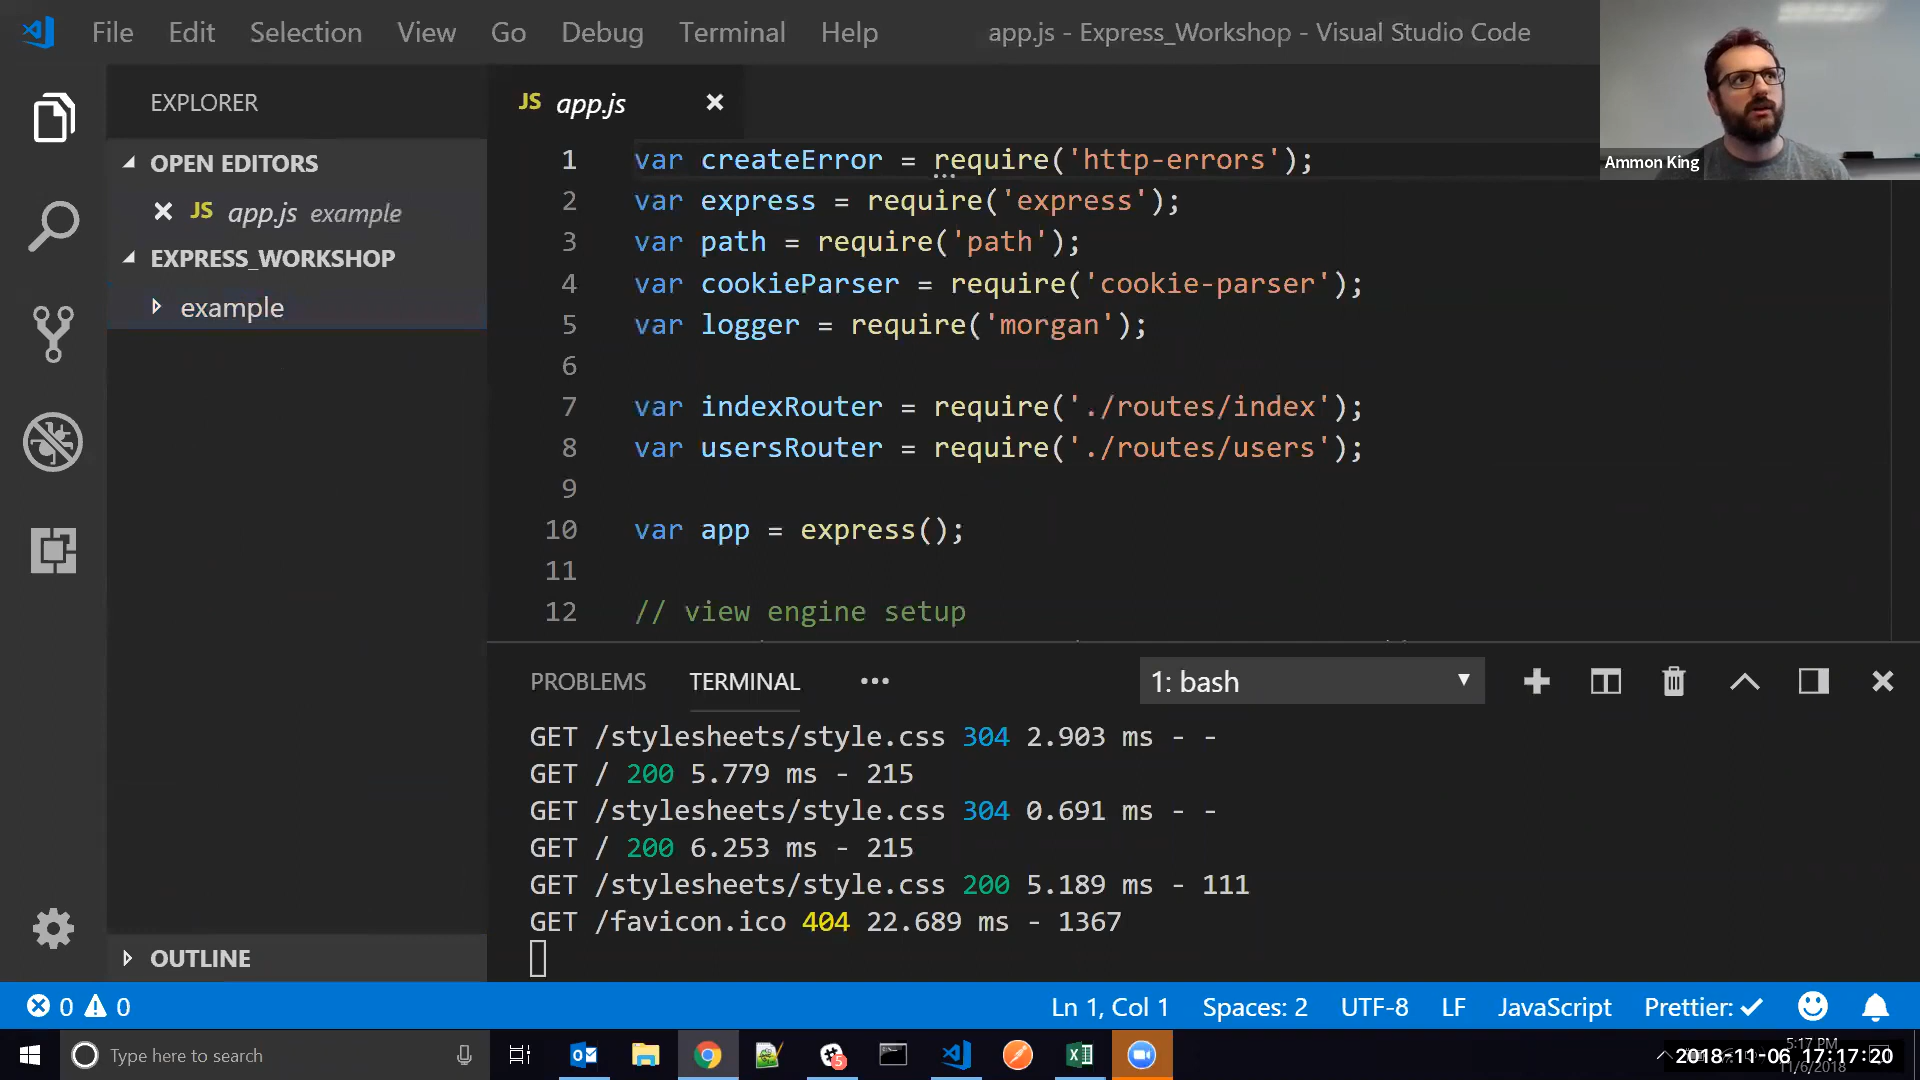 File Edit Selection View Go Debug Terminal Help
app.js - Express_Workshop - Visual Studio Code
Ammon King
EXPLORER
OPEN EDITORS
JS app.js example
EXPRESS_WORKSHOP
example
OUTLINE
JS app.js
1 var createError = require('http-errors');
2 var express = require('express');
3 var path = require('path');
4 var cookieParser = require('cookie-parser');
5 var logger = require('morgan');
6
7 var indexRouter = require('./routes/index');
8 var usersRouter = require('./routes/users');
9
10 var app = express();
11
12 // view engine setup
PROBLEMS TERMINAL ••• 1: bash
GET /stylesheets/style.css 304 2.903 ms - -
GET / 200 5.779 ms - 215
GET /stylesheets/style.css 304 0.691 ms - -
GET / 200 6.253 ms - 215
GET /stylesheets/style.css 200 5.189 ms - 111
GET /favicon.ico 404 22.689 ms - 1367
0 0 Ln 1, Col 1 Spaces: 2 UTF-8 LF JavaScript Prettier: ✓
Type here to search
5
5:17 PM
2018-11-06 17:17:20
11/6/2018